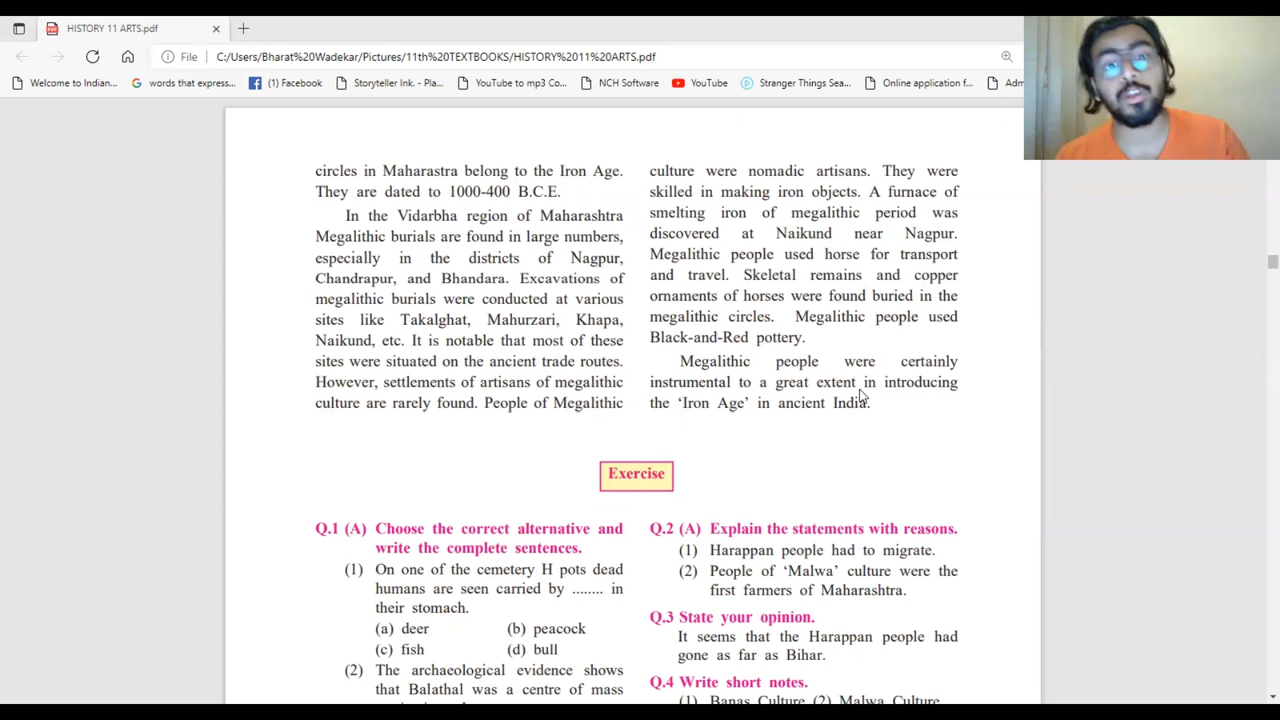 HISTORY 11 ARTS.pdf
File
C:/Users/Bharat%20Wadekar/Pictures/11th%20TEXTBOOKS/HISTORY%2011%20ARTS.pdf
Welcome to Indian...
words that express...
(1) Facebook
Storyteller Ink. - Pla...
YouTube to mp3 Co...
NCH Software
YouTube
Stranger Things Sea...
Online application f...
circles in Maharastra belong to the Iron Age.
They are dated to 1000-400 B.C.E.
In the Vidarbha region of Maharashtra
Megalithic burials are found in large numbers,
especially in the districts of Nagpur,
Chandrapur, and Bhandara. Excavations of
megalithic burials were conducted at various
sites like Takalghat, Mahurzari, Khapa,
Naikund, etc. It is notable that most of these
sites were situated on the ancient trade routes.
However, settlements of artisans of megalithic
culture are rarely found. People of Megalithic
culture were nomadic artisans. They were
skilled in making iron objects. A furnace of
smelting iron of megalithic period was
discovered at Naikund near Nagpur.
Megalithic people used horse for transport
and travel. Skeletal remains and copper
ornaments of horses were found buried in the
megalithic circles. Megalithic people used
Black-and-Red pottery.
Megalithic people were certainly
instrumental to a great extent in introducing
the ‘Iron Age’ in ancient India.
Exercise
Q.1 (A) Choose the correct alternative and
write the complete sentences.
(1) On one of the cemetery H pots dead
humans are seen carried by ........ in
their stomach.
(a) deer (b) peacock
(c) fish (d) bull
(2) The archaeological evidence shows
that Balathal was a centre of mass
Q.2 (A) Explain the statements with reasons.
(1) Harappan people had to migrate.
(2) People of ‘Malwa’ culture were the
first farmers of Maharashtra.
Q.3 State your opinion.
It seems that the Harappan people had
gone as far as Bihar.
Q.4 Write short notes.
(1) Banas Culture (2) Malwa Culture